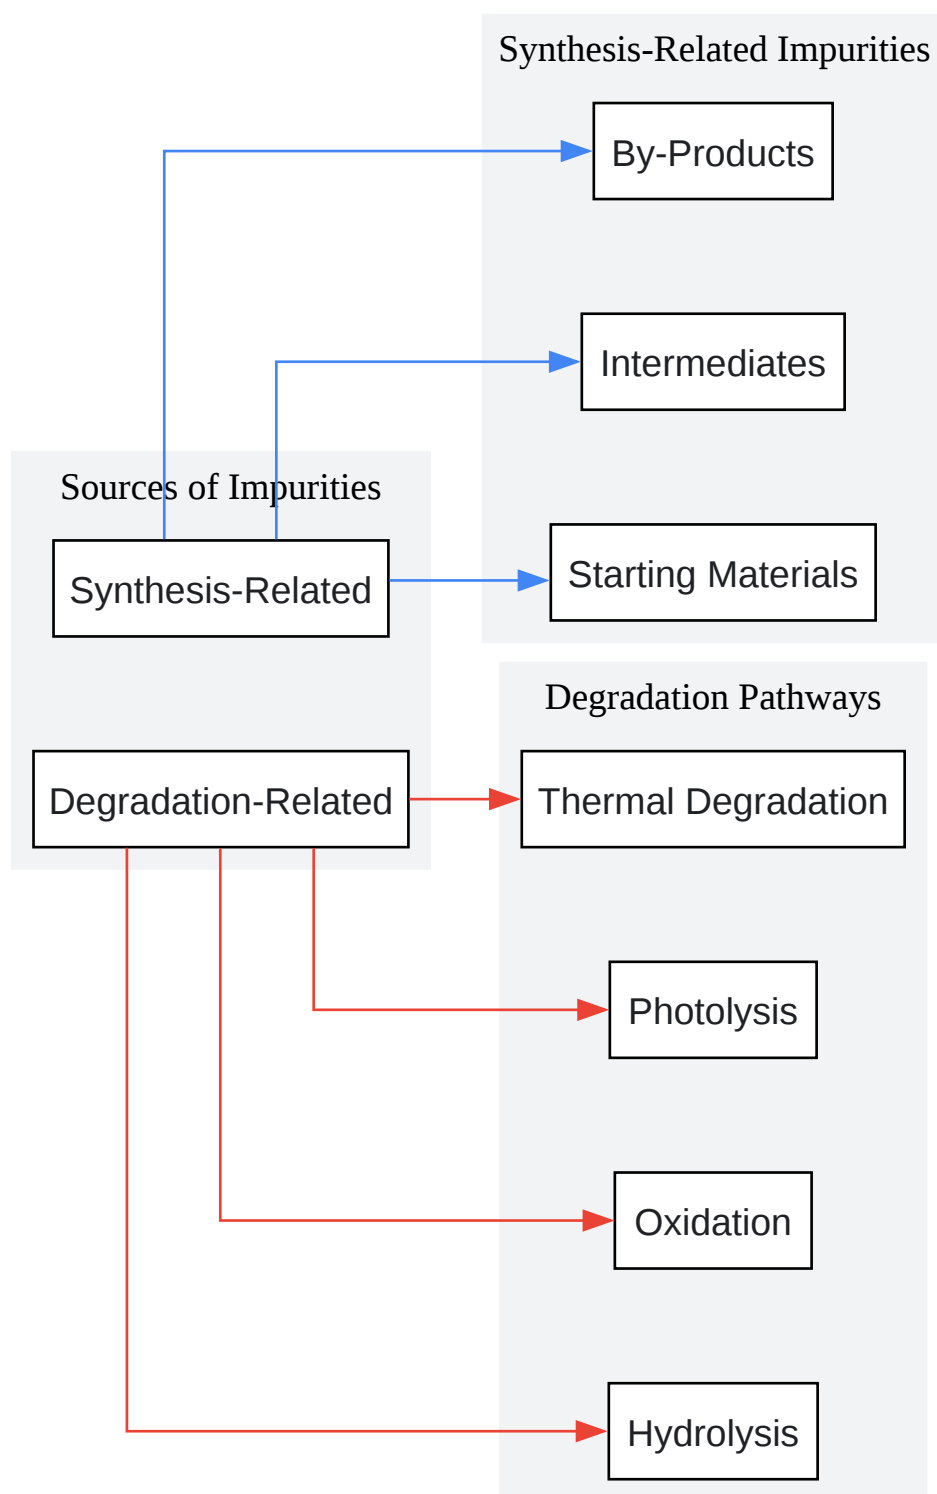 Synthesis-Related Impurities
By-Products
Intermediates
Starting Materials
Sources of Impurities
Synthesis-Related
Degradation-Related
Degradation Pathways
Thermal Degradation
Photolysis
Oxidation
Hydrolysis